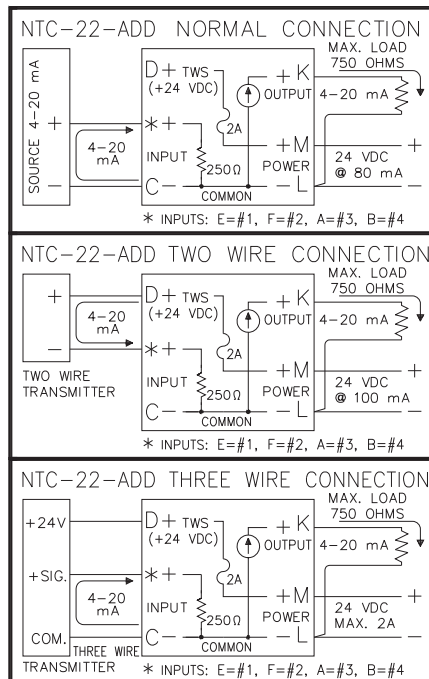 NTC-22-ADD NORMAL CONNECTION
MAX. LOAD
750 OHMS
SOURCE 4-20 mA
+
-
4-20
mA
D+ TWS
(+24 VDC)
2A
*+
INPUT
250Ω
C-
COMMON
+K
OUTPUT
4-20 mA
+M
POWER
-L
24 VDC
@ 80 mA
+
-
* INPUTS: E=#1, F=#2, A=#3, B=#4
NTC-22-ADD TWO WIRE CONNECTION
MAX. LOAD
750 OHMS
+
-
4-20
mA
TWO WIRE
TRANSMITTER
D+ TWS
(+24 VDC)
2A
*+
INPUT
250Ω
C-
COMMON
+K
OUTPUT
4-20 mA
+M
POWER
-L
24 VDC
@ 100 mA
+
-
* INPUTS: E=#1, F=#2, A=#3, B=#4
NTC-22-ADD THREE WIRE CONNECTION
MAX. LOAD
750 OHMS
+24V
+SIG.
COM.
4-20
mA
THREE WIRE
TRANSMITTER
D+ TWS
(+24 VDC)
2A
*+
INPUT
250Ω
C-
COMMON
+K
OUTPUT
4-20 mA
+M
POWER
-L
24 VDC
MAX. 2A
+
-
* INPUTS: E=#1, F=#2, A=#3, B=#4